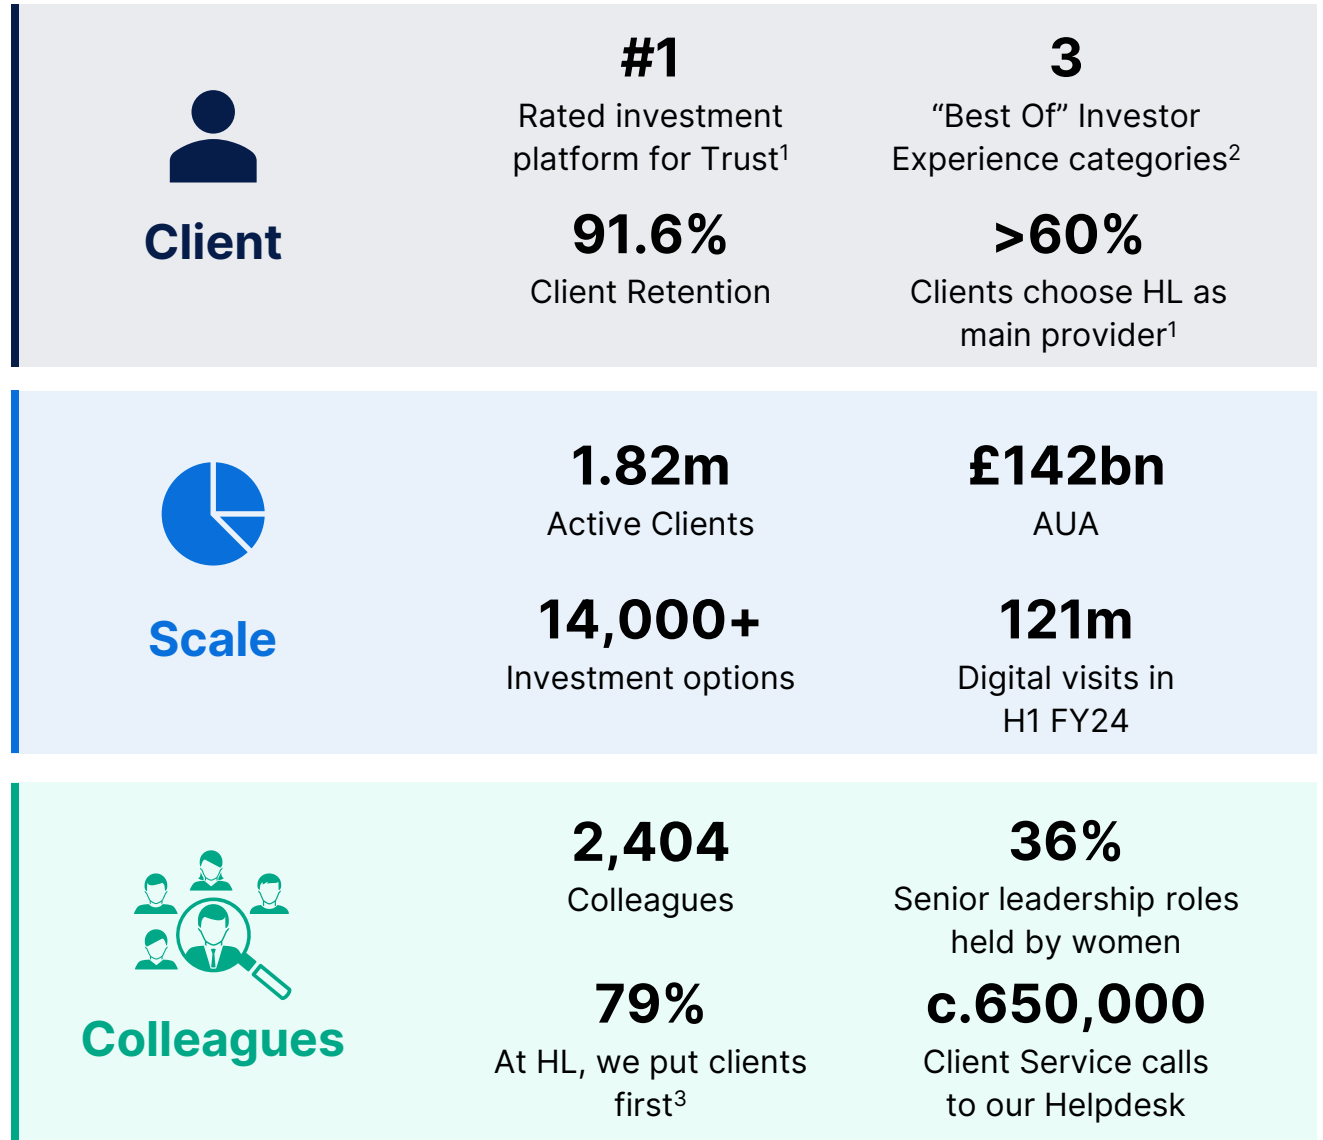 Client
#1
Rated investment
platform for Trust¹
3
“Best Of” Investor
Experience categories²
91.6%
Client Retention
>60%
Clients choose HL as
main provider¹
Scale
1.82m
Active Clients
£142bn
AUA
14,000+
Investment options
121m
Digital visits in
H1 FY24
Colleagues
2,404
Colleagues
36%
Senior leadership roles
held by women
79%
At HL, we put clients
first³
c.650,000
Client Service calls
to our Helpdesk